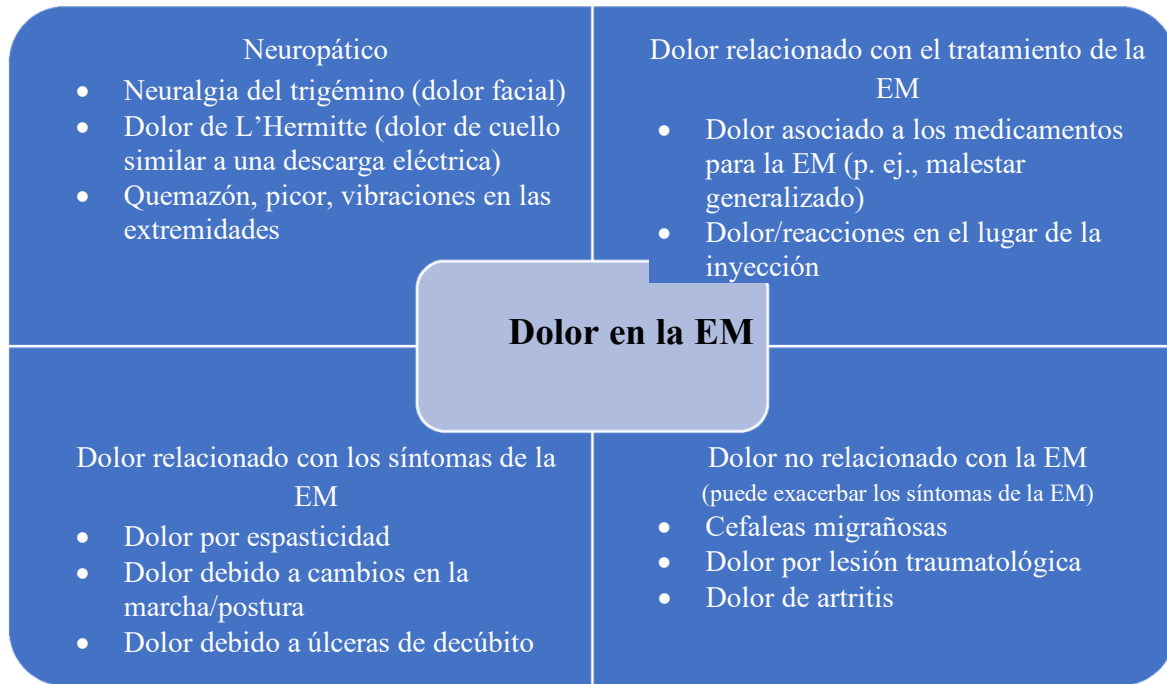 Neuropático
• Neuralgia del trigémino (dolor facial)
• Dolor de L’Hermitte (dolor de cuello
similar a una descarga eléctrica)
• Quemazón, picor, vibraciones en las
extremidades
Dolor relacionado con el tratamiento de la
EM
• Dolor asociado a los medicamentos
para la EM (p. ej., malestar
generalizado)
• Dolor/reacciones en el lugar de la
inyección
Dolor en la EM
Dolor relacionado con los síntomas de la
EM
• Dolor por espasticidad
• Dolor debido a cambios en la
marcha/postura
• Dolor debido a úlceras de decúbito
Dolor no relacionado con la EM
(puede exacerbar los síntomas de la EM)
• Cefaleas migrañosas
• Dolor por lesión traumatológica
• Dolor de artritis